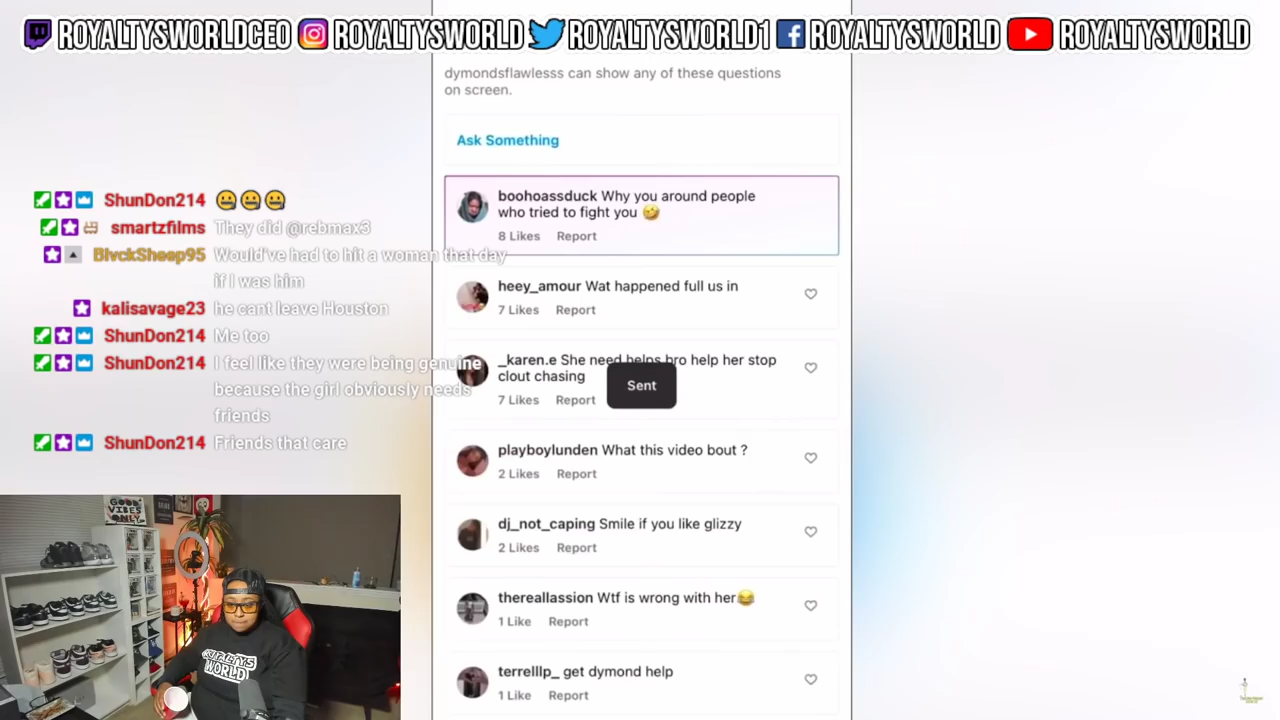 ROYALTYSWORLDCEO ROYALTYSWORLD ROYALTYSWORLD1 ROYALTYSWORLD ROYALTYSWORLD
dymondsflawlesss can show any of these questions
on screen.
Ask Something
boohoassduck Why you around people
who tried to fight you 🤣
8 Likes Report
heey_amour Wat happened full us in
7 Likes Report
_karen.e She need helps bro help her stop
clout chasing
7 Likes Report
Sent
playboylunden What this video bout ?
2 Likes Report
dj_not_caping Smile if you like glizzy
2 Likes Report
thereallassion Wtf is wrong with her😂
1 Like Report
terrelllp_ get dymond help
1 Like Report
ShunDon214 🤐🤐🤐
smartzfilms They did @rebmax3
BlvckSheep95 Would've had to hit a woman that day
if I was him
kalisavage23 he cant leave Houston
ShunDon214 Me too
ShunDon214 I feel like they were being genuine
because the girl obviously needs
friends
ShunDon214 Friends that care
GOOD
VIBES
ONLY
ROYALTYS
WORLD